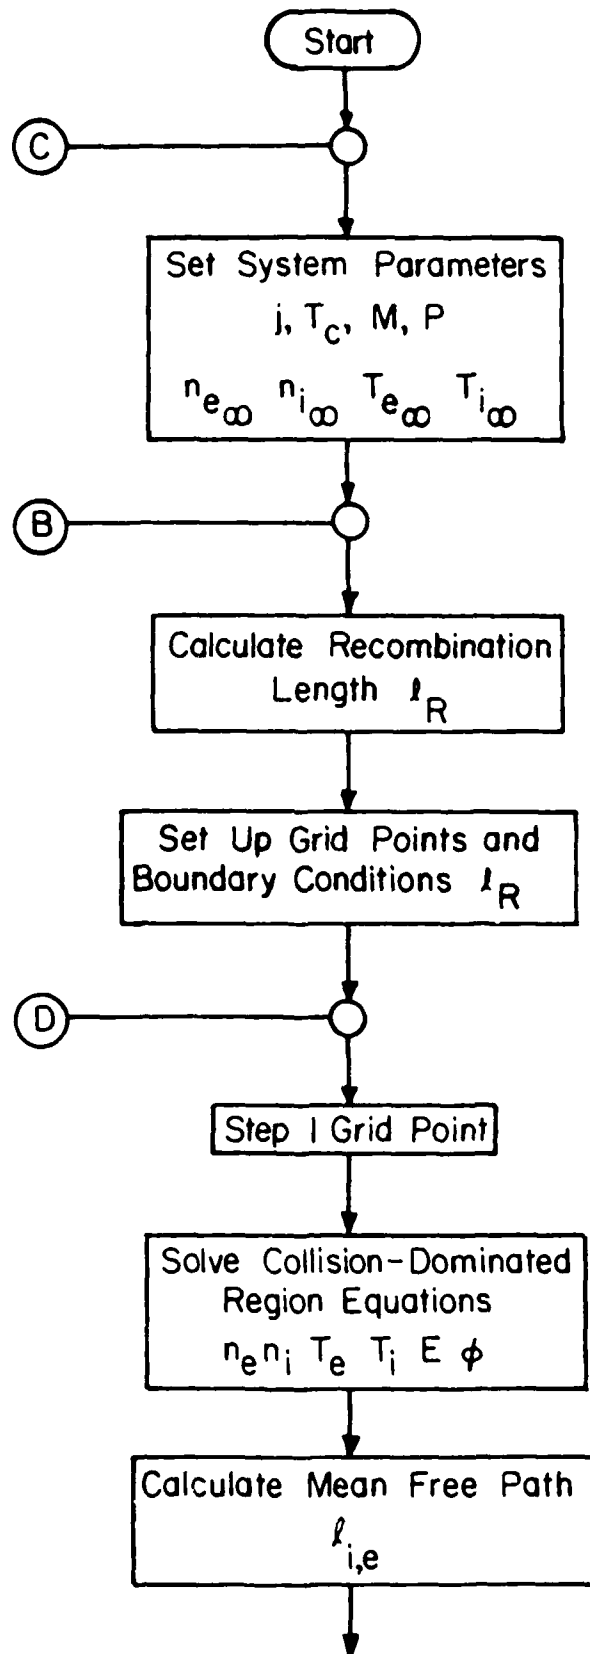 Start
C
Set System Parameters
j, T_c, M, P
n_e∞ n_i∞ T_e∞ T_i∞
B
Calculate Recombination
Length ℓ_R
Set Up Grid Points and
Boundary Conditions ℓ_R
D
Step 1 Grid Point
Solve Collision-Dominated
Region Equations
n_e n_i T_e T_i E ϕ
Calculate Mean Free Path
ℓ_i,e